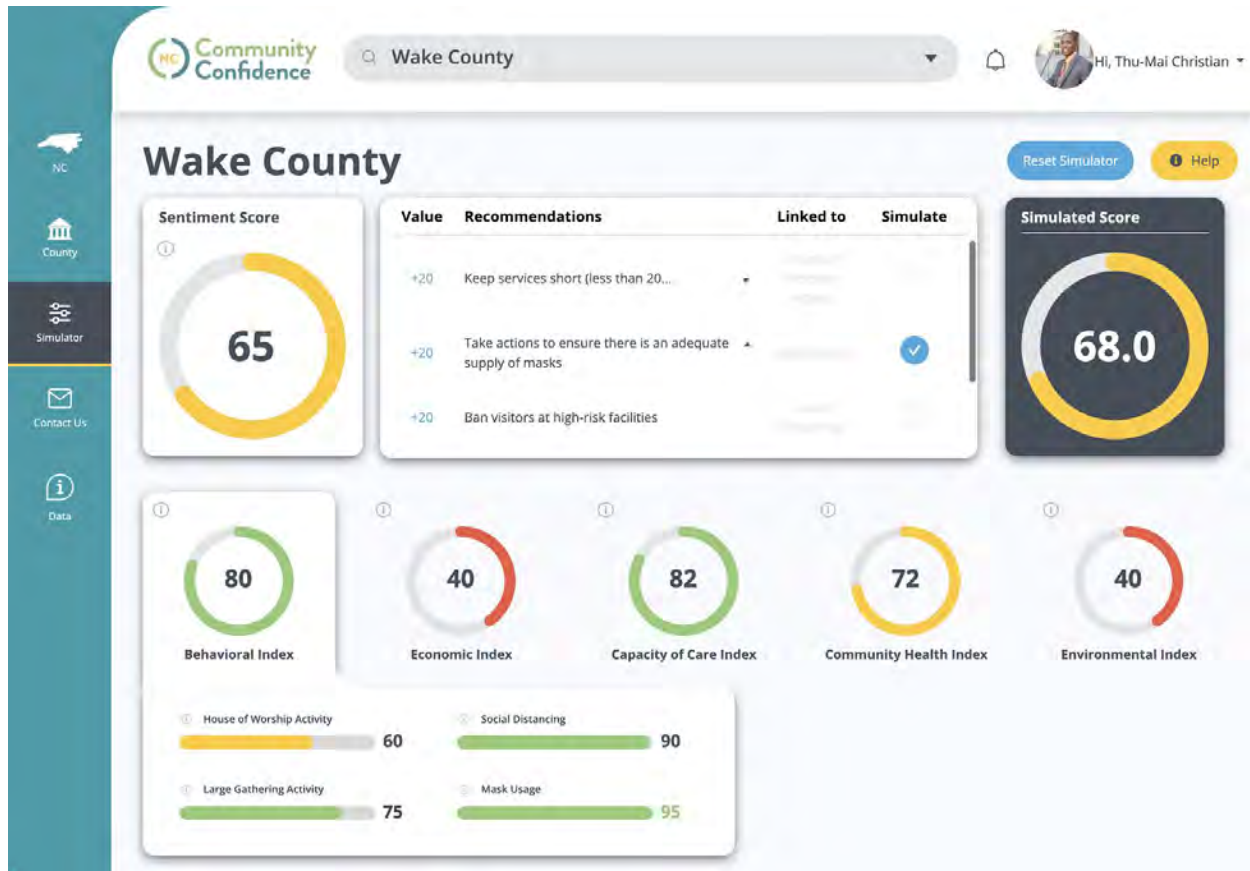 NC
Community
Confidence
Wake County
Hi, Thu-Mai Christian
NC
County
Simulator
Contact Us
Data
Wake County
Reset Simulator
Help
Sentiment Score
65
Value Recommendations Linked to Simulate
+20 Keep services short (less than 20...
+20 Take actions to ensure there is an adequate
supply of masks
+20 Ban visitors at high-risk facilities
Simulated Score
68.0
80
Behavioral Index
40
Economic Index
82
Capacity of Care Index
72
Community Health Index
40
Environmental Index
House of Worship Activity
60
Social Distancing
90
Large Gathering Activity
75
Mask Usage
95